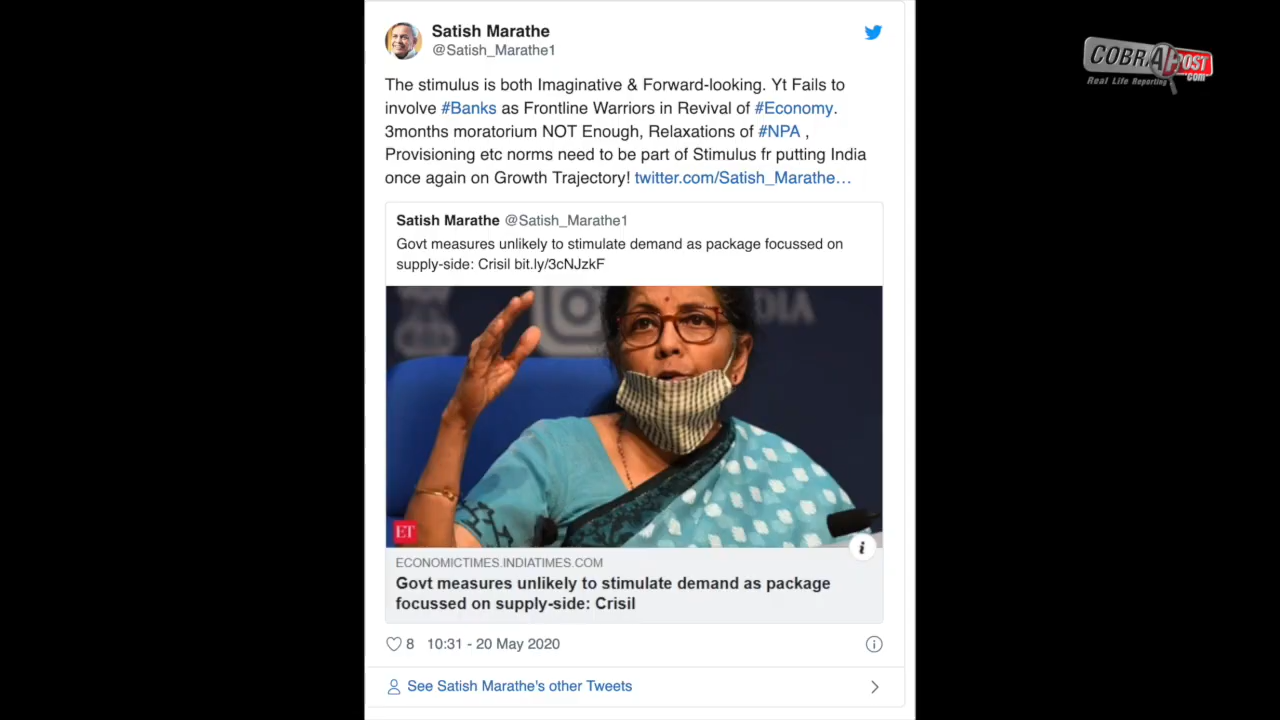 Satish Marathe
@Satish_Marathe1
COBRAPOST
.COM
Real Life Reporting
The stimulus is both Imaginative & Forward-looking. Yt Fails to
involve #Banks as Frontline Warriors in Revival of #Economy.
3months moratorium NOT Enough, Relaxations of #NPA ,
Provisioning etc norms need to be part of Stimulus fr putting India
once again on Growth Trajectory! twitter.com/Satish_Marathe…
Satish Marathe @Satish_Marathe1
Govt measures unlikely to stimulate demand as package focussed on
supply-side: Crisil bit.ly/3cNJzkF
DIA
ET
ECONOMICTIMES.INDIATIMES.COM
Govt measures unlikely to stimulate demand as package
focussed on supply-side: Crisil
8 10:31 - 20 May 2020
See Satish Marathe's other Tweets